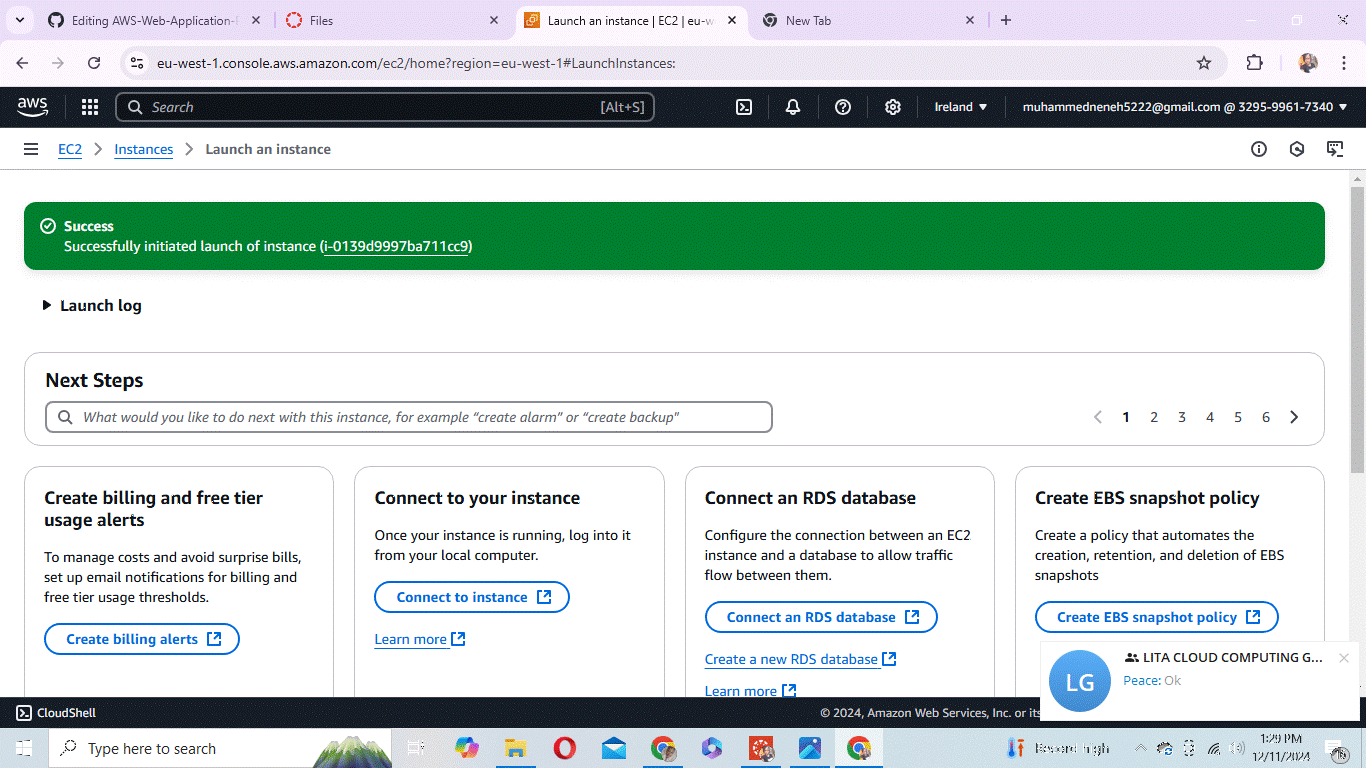 Editing AWS-Web-Application-
Files
Launch an instance | EC2 | eu-w
New Tab
eu-west-1.console.aws.amazon.com/ec2/home?region=eu-west-1#LaunchInstances:
aws
Search
[Alt+S]
Ireland
muhammedneneh5222@gmail.com @ 3295-9961-7340
EC2
Instances
Launch an instance
Success
Successfully initiated launch of instance (i-0139d9997ba711cc9)
Launch log
Next Steps
What would you like to do next with this instance, for example “create alarm” or “create backup"
1 2 3 4 5 6
Create billing and free tier
usage alerts
To manage costs and avoid surprise bills,
set up email notifications for billing and
free tier usage thresholds.
Create billing alerts
Connect to your instance
Once your instance is running, log into it
from your local computer.
Connect to instance
Learn more
Connect an RDS database
Configure the connection between an EC2
instance and a database to allow traffic
flow between them.
Connect an RDS database
Create a new RDS database
Learn more
Create EBS snapshot policy
Create a policy that automates the
creation, retention, and deletion of EBS
snapshots
Create EBS snapshot policy
LG
LITA CLOUD COMPUTING G...
Peace: Ok
CloudShell
© 2024, Amazon Web Services, Inc. or its
Type here to search
Record high
1:29 PM
12/11/2024